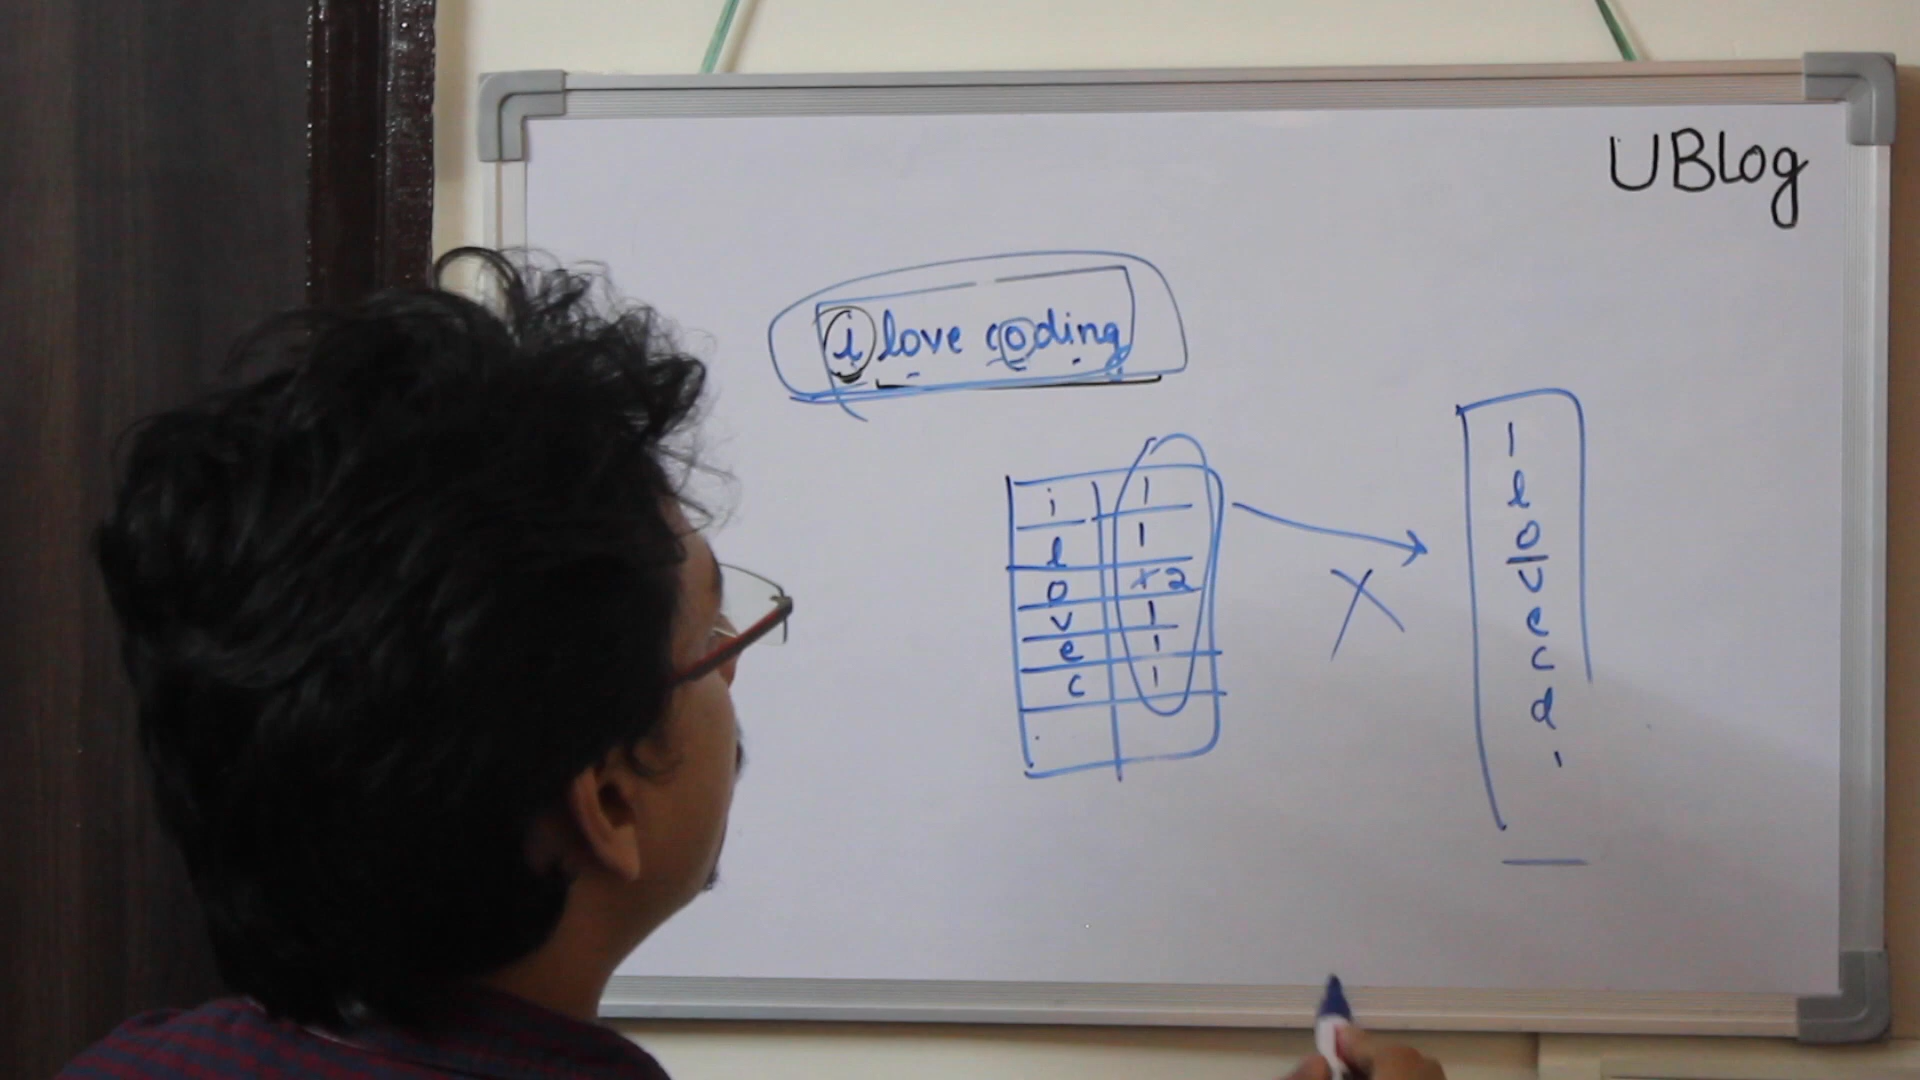 UBlog
i love coding
i 1
l 1
o x 2
v 1
e 1
c 1
l
o
v
e
c
d